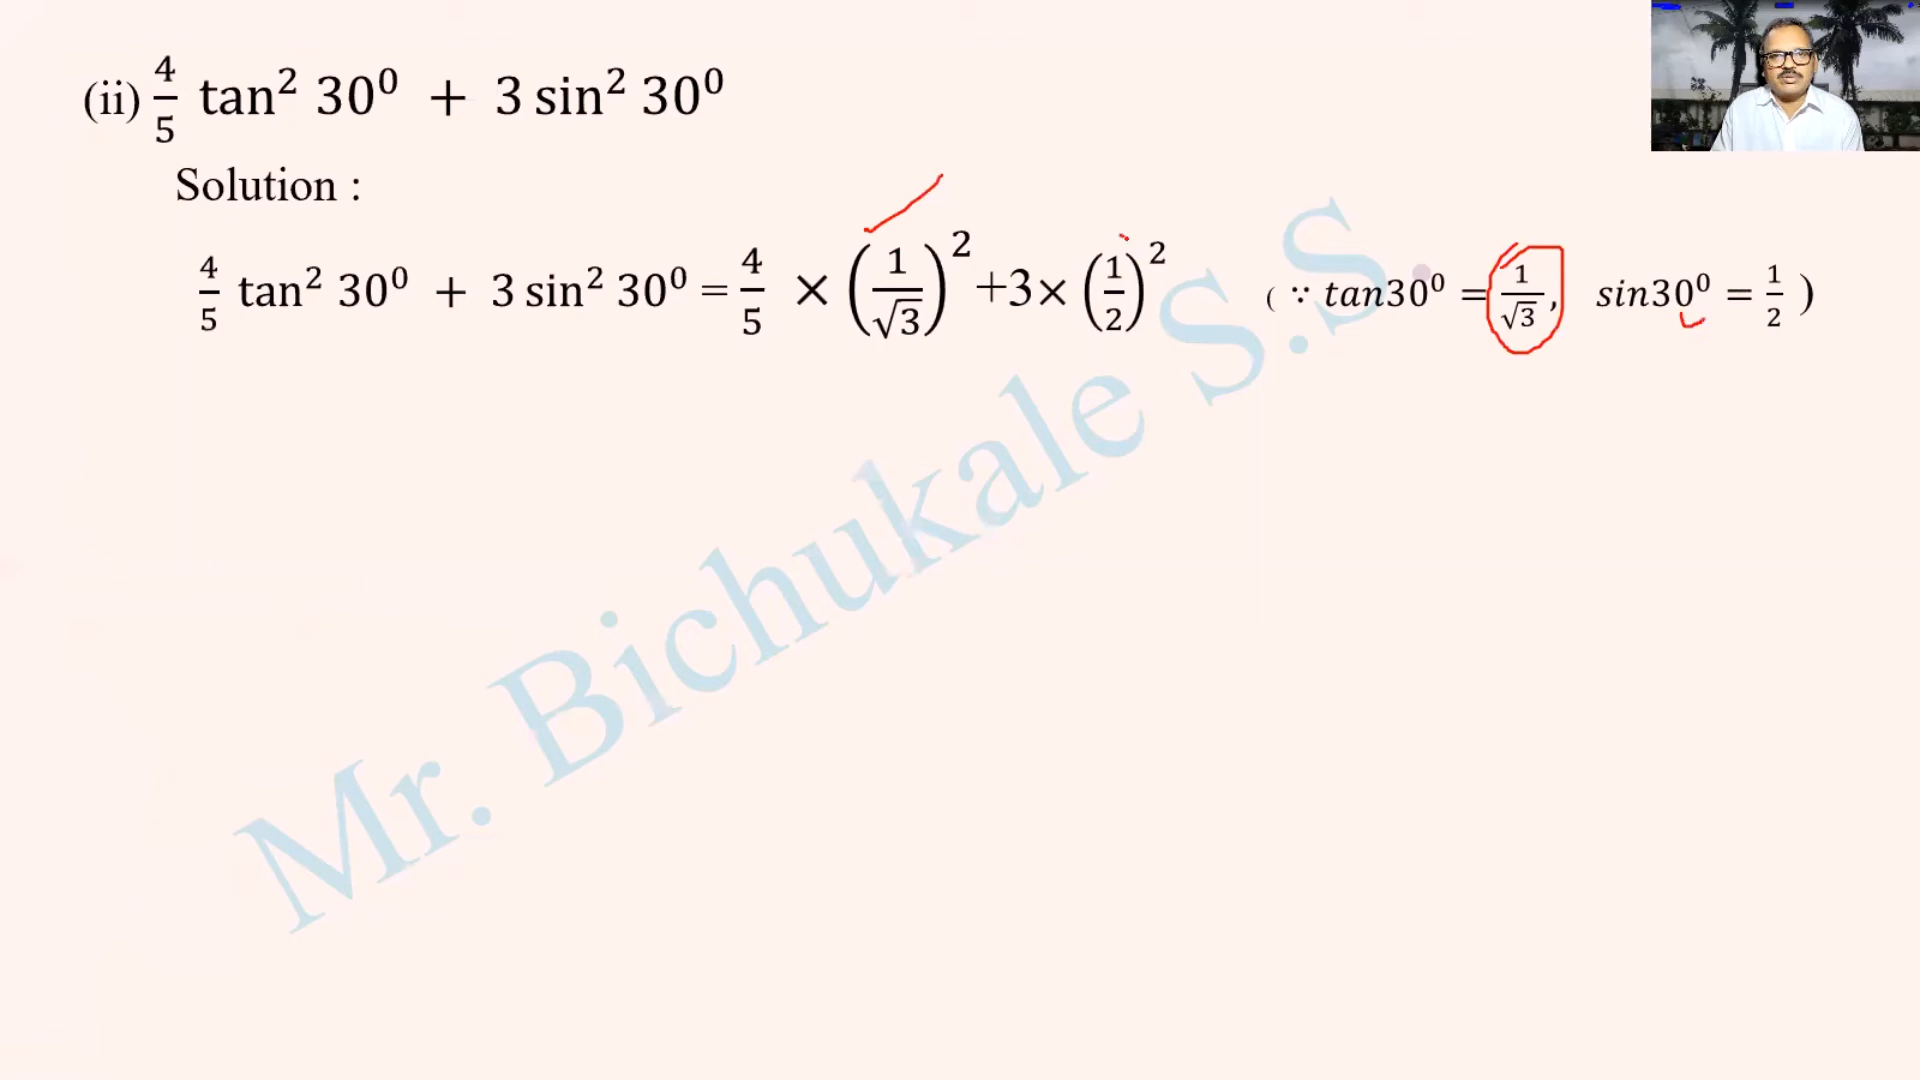 (ii) 4/5 tan² 30⁰ + 3 sin² 30⁰
Solution :
4/5 tan² 30⁰ + 3 sin² 30⁰ = 4/5 × (1/√3)² +3× (1/2)² ( ∵ tan30⁰ = 1/√3, sin30⁰ = 1/2 )
Mr. Bichukale S.S.